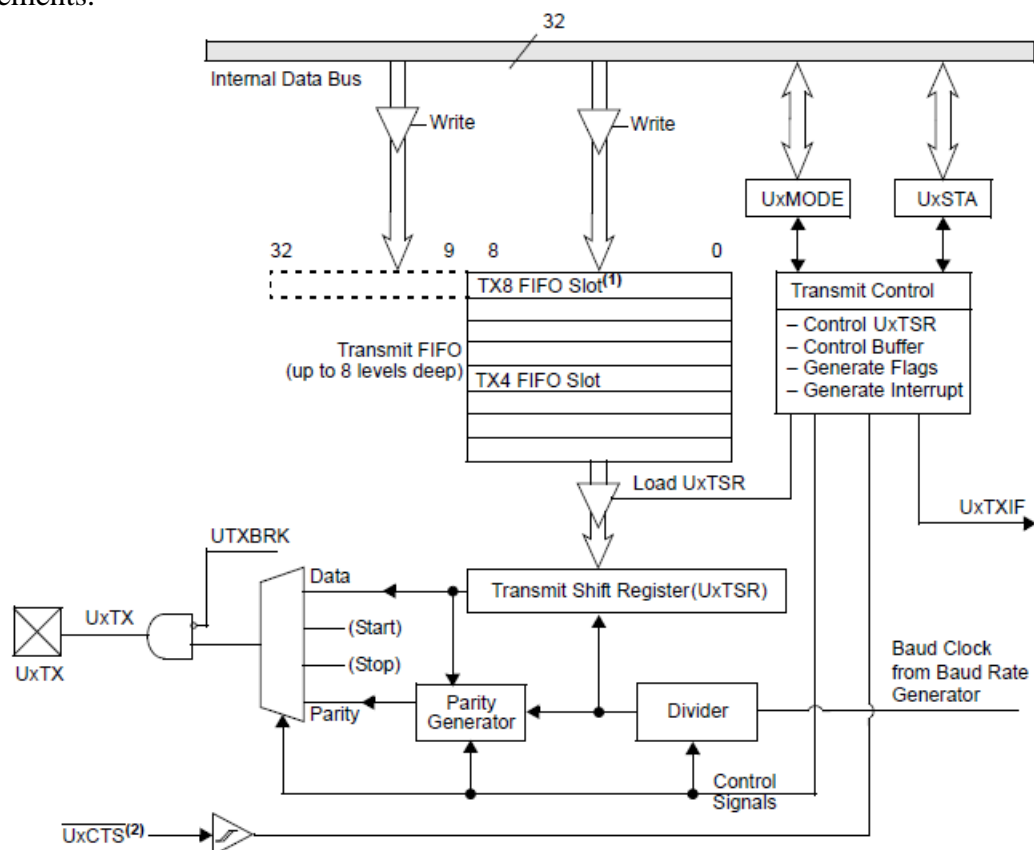 ements.
32
Internal Data Bus
Write
Write
UxMODE
UxSTA
32
9
8
0
TX8 FIFO Slot(1)
Transmit Control
– Control UxTSR
– Control Buffer
– Generate Flags
– Generate Interrupt
Transmit FIFO
(up to 8 levels deep)
TX4 FIFO Slot
Load UxTSR
UxTXIF
UTXBRK
Data
Transmit Shift Register(UxTSR)
UxTX
(Start)
UxTX
(Stop)
Baud Clock
from Baud Rate
Generator
Parity
Parity
Generator
Divider
Control
Signals
UxCTS(2)